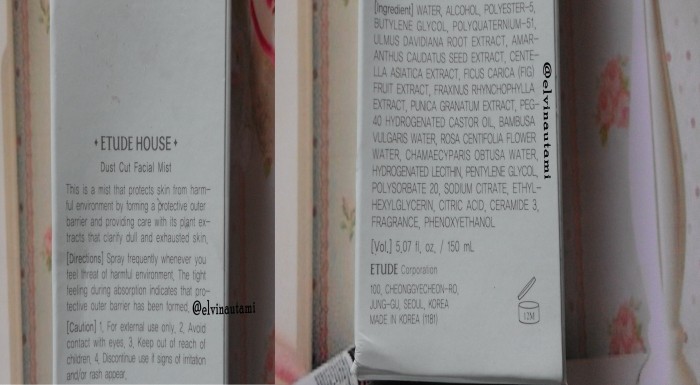 ETUDE HOUSE
Dust Cut Facial Mist
This is a mist that protects skin from harm-
ful environment by forming a protective outer
barrier and providing care with its plant ex-
tracts that clarify dull and exhausted skin.
[Directions] Spray frequently whenever you
feel threat of harmful environment. The tight
feeling during absorption indicates that pro-
tective outer barrier has been formed.
@elvinautami
[Caution] 1. For external use only. 2. Avoid
contact with eyes. 3. Keep out of reach of
children. 4. Discontinue use if signs of irritation
and/or rash appear.
[Ingredient] WATER, ALCOHOL, POLYESTER-5,
BUTYLENE GLYCOL, POLYQUATERNIUM-51,
ULMUS DAVIDIANA ROOT EXTRACT, AMAR-
ANTHUS CAUDATUS SEED EXTRACT, CENTE-
LLA ASIATICA EXTRACT, FICUS CARICA (FIG)
FRUIT EXTRACT, FRAXINUS RHYNCHOPHYLLA
EXTRACT, PUNICA GRANATUM EXTRACT, PEG-
40 HYDROGENATED CASTOR OIL, BAMBUSA
VULGARIS WATER, ROSA CENTIFOLIA FLOWER
WATER, CHAMAECYPARIS OBTUSA WATER,
HYDROGENATED LECITHIN, PENTYLENE GLYCOL,
POLYSORBATE 20, SODIUM CITRATE, ETHYL-
HEXYLGLYCERIN, CITRIC ACID, CERAMIDE 3,
FRAGRANCE, PHENOXYETHANOL
[Vol.] 5.07 fl. oz. / 150 mL
ETUDE Corporation
100, CHEONGGYECHEON-RO,
JUNG-GU, SEOUL, KOREA
MADE IN KOREA (1181)
12M
@elvinautami